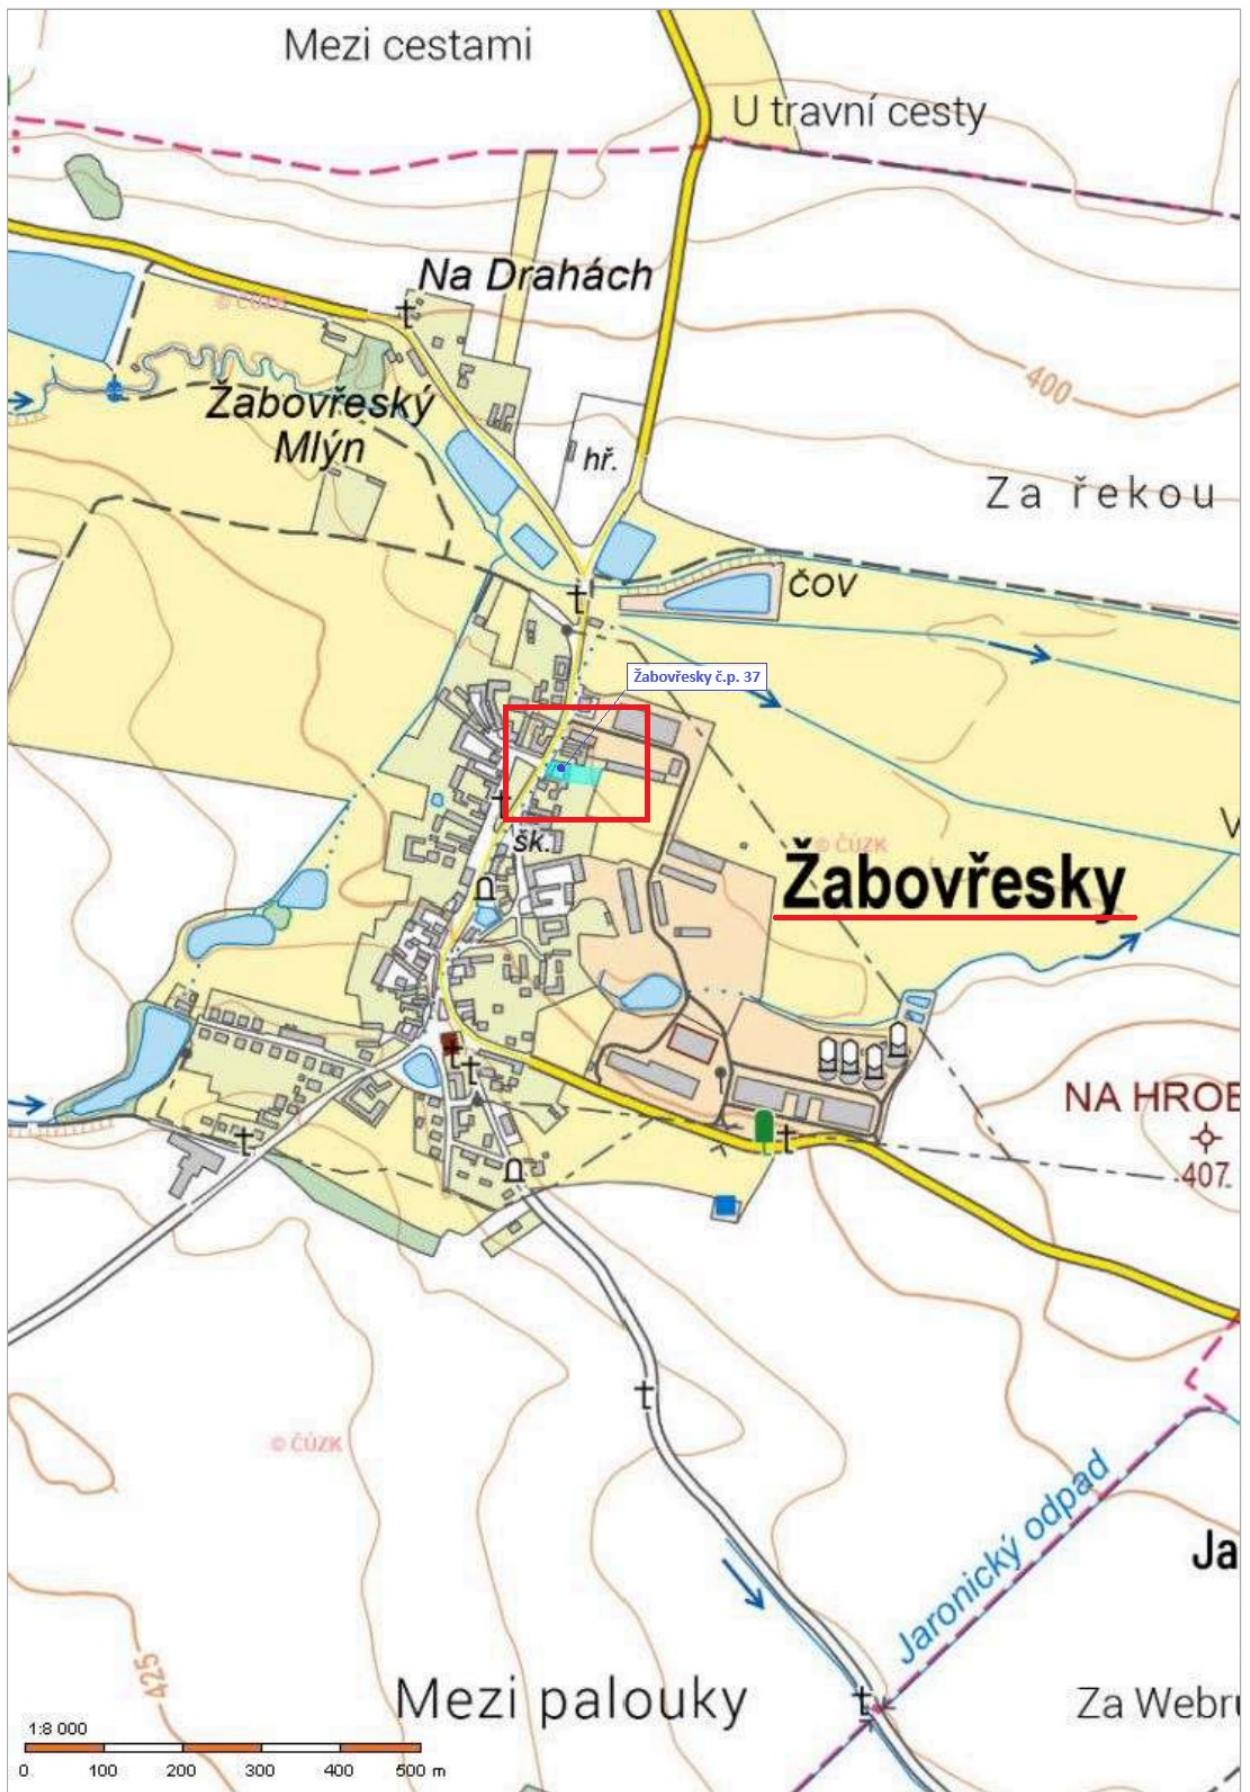 Mezi cestami
U travní cesty
Na Drahách
© ČÚZK
400
Žabovřeský
Mlýn
hř.
Za řekou
ČOV
Žabovřesky č.p. 37
šk.
© ČÚZK
Žabovřesky
NA HROB
407
© ČÚZK
Jaronický odpad
Ja
425
Mezi palouky
Za Webru
1:8 000
0 100 200 300 400 500 m